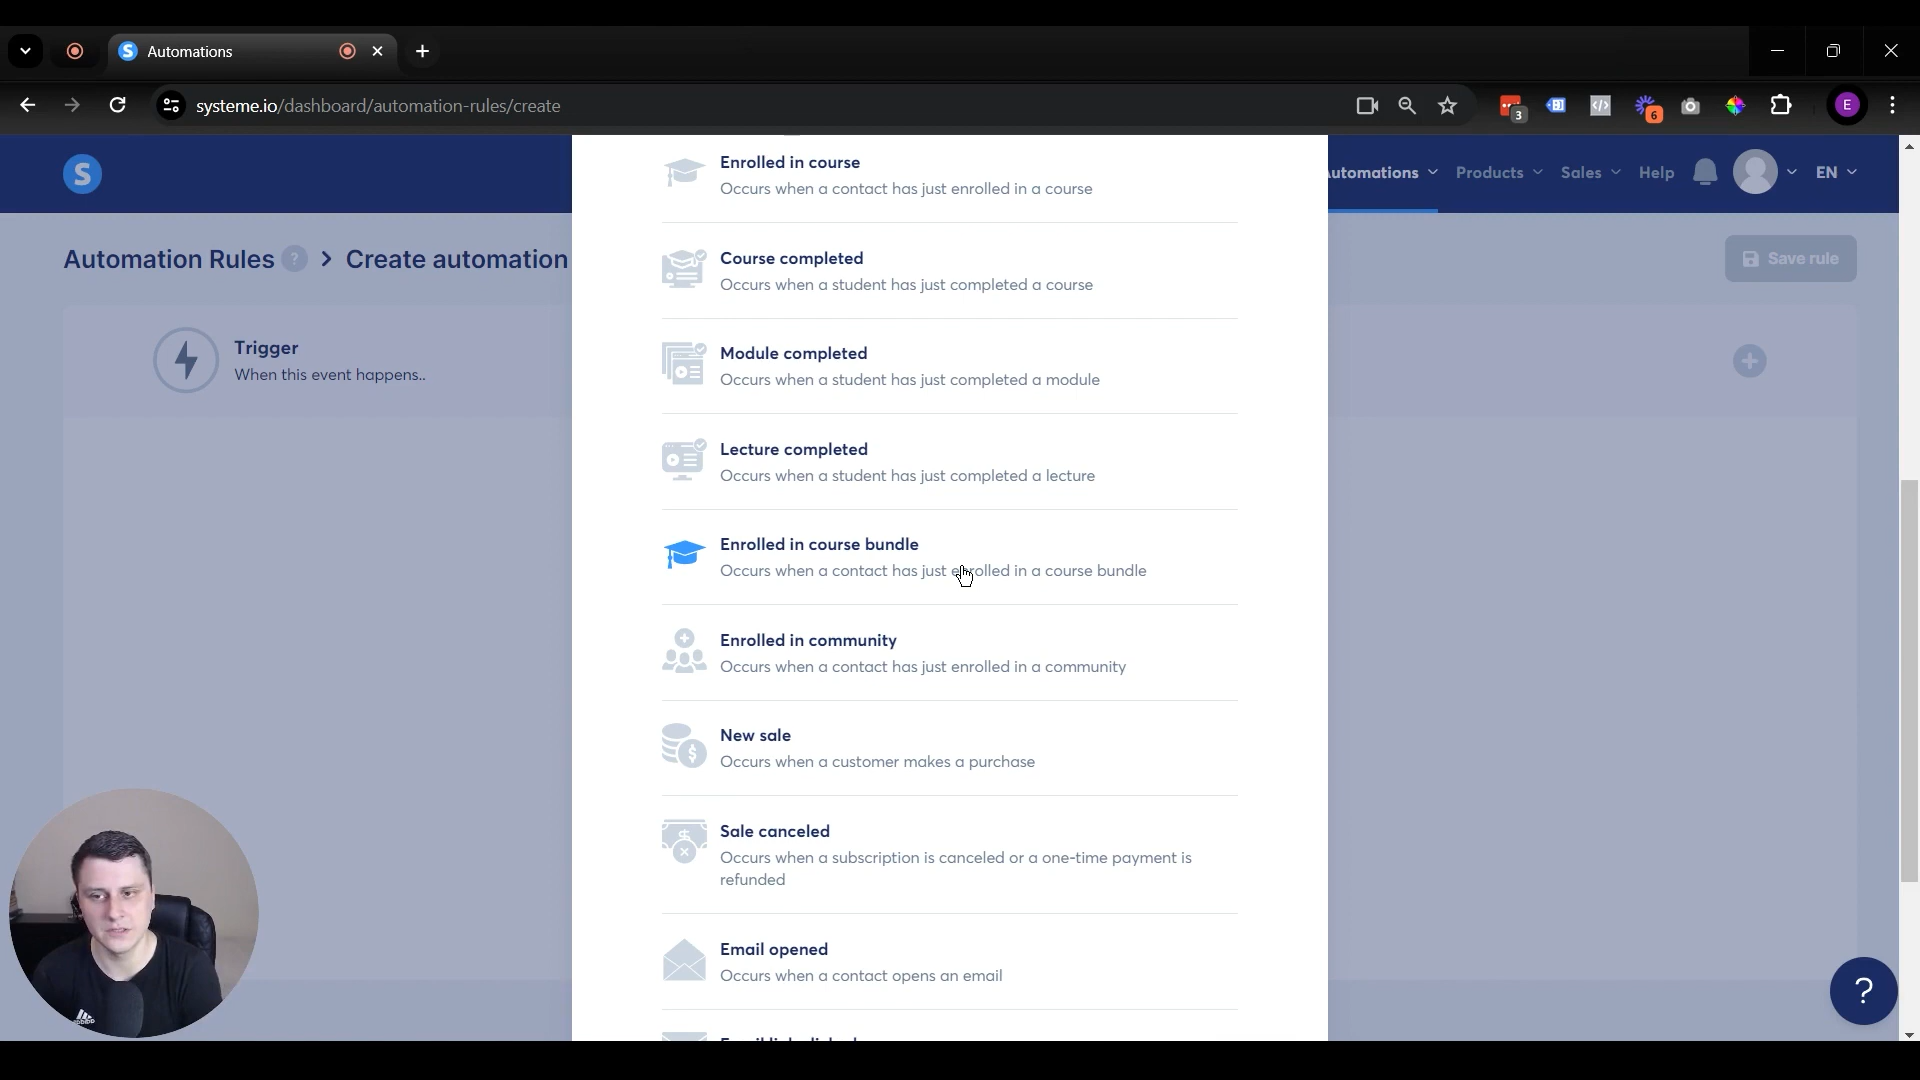 Automations
systeme.io/dashboard/automation-rules/create
3
6
E
S
Automations
Products
Sales
Help
EN
Automation Rules ? > Create automation
Save rule
Trigger
When this event happens..
Enrolled in course
Occurs when a contact has just enrolled in a course
Course completed
Occurs when a student has just completed a course
Module completed
Occurs when a student has just completed a module
Lecture completed
Occurs when a student has just completed a lecture
Enrolled in course bundle
Occurs when a contact has just enrolled in a course bundle
Enrolled in community
Occurs when a contact has just enrolled in a community
New sale
Occurs when a customer makes a purchase
Sale canceled
Occurs when a subscription is canceled or a one-time payment is
refunded
Email opened
Occurs when a contact opens an email
adidas
?